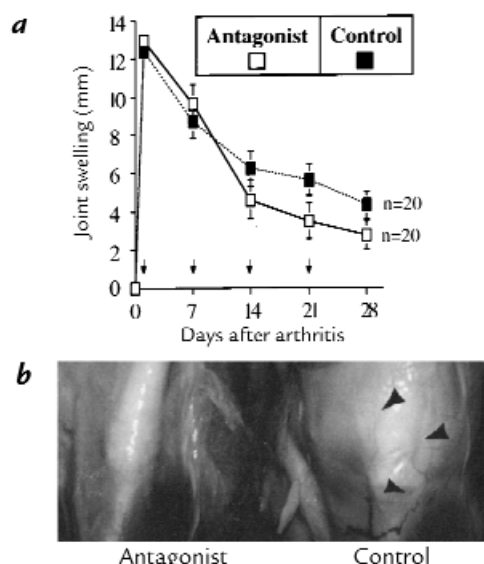 a
Antagonist Control
Joint swelling (mm)
14
12
10
8
6
4
2
0
n=20
n=20
0 7 14 21 28
Days after arthritis
b
Antagonist Control